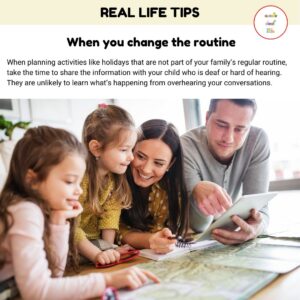 REAL LIFE TIPS
When you change the routine
When planning activities like holidays that are not part of your family's regular routine,
take the time to share the information with your child who is deaf or hard of hearing.
They are unlikely to learn what's happening from overhearing your conversations.